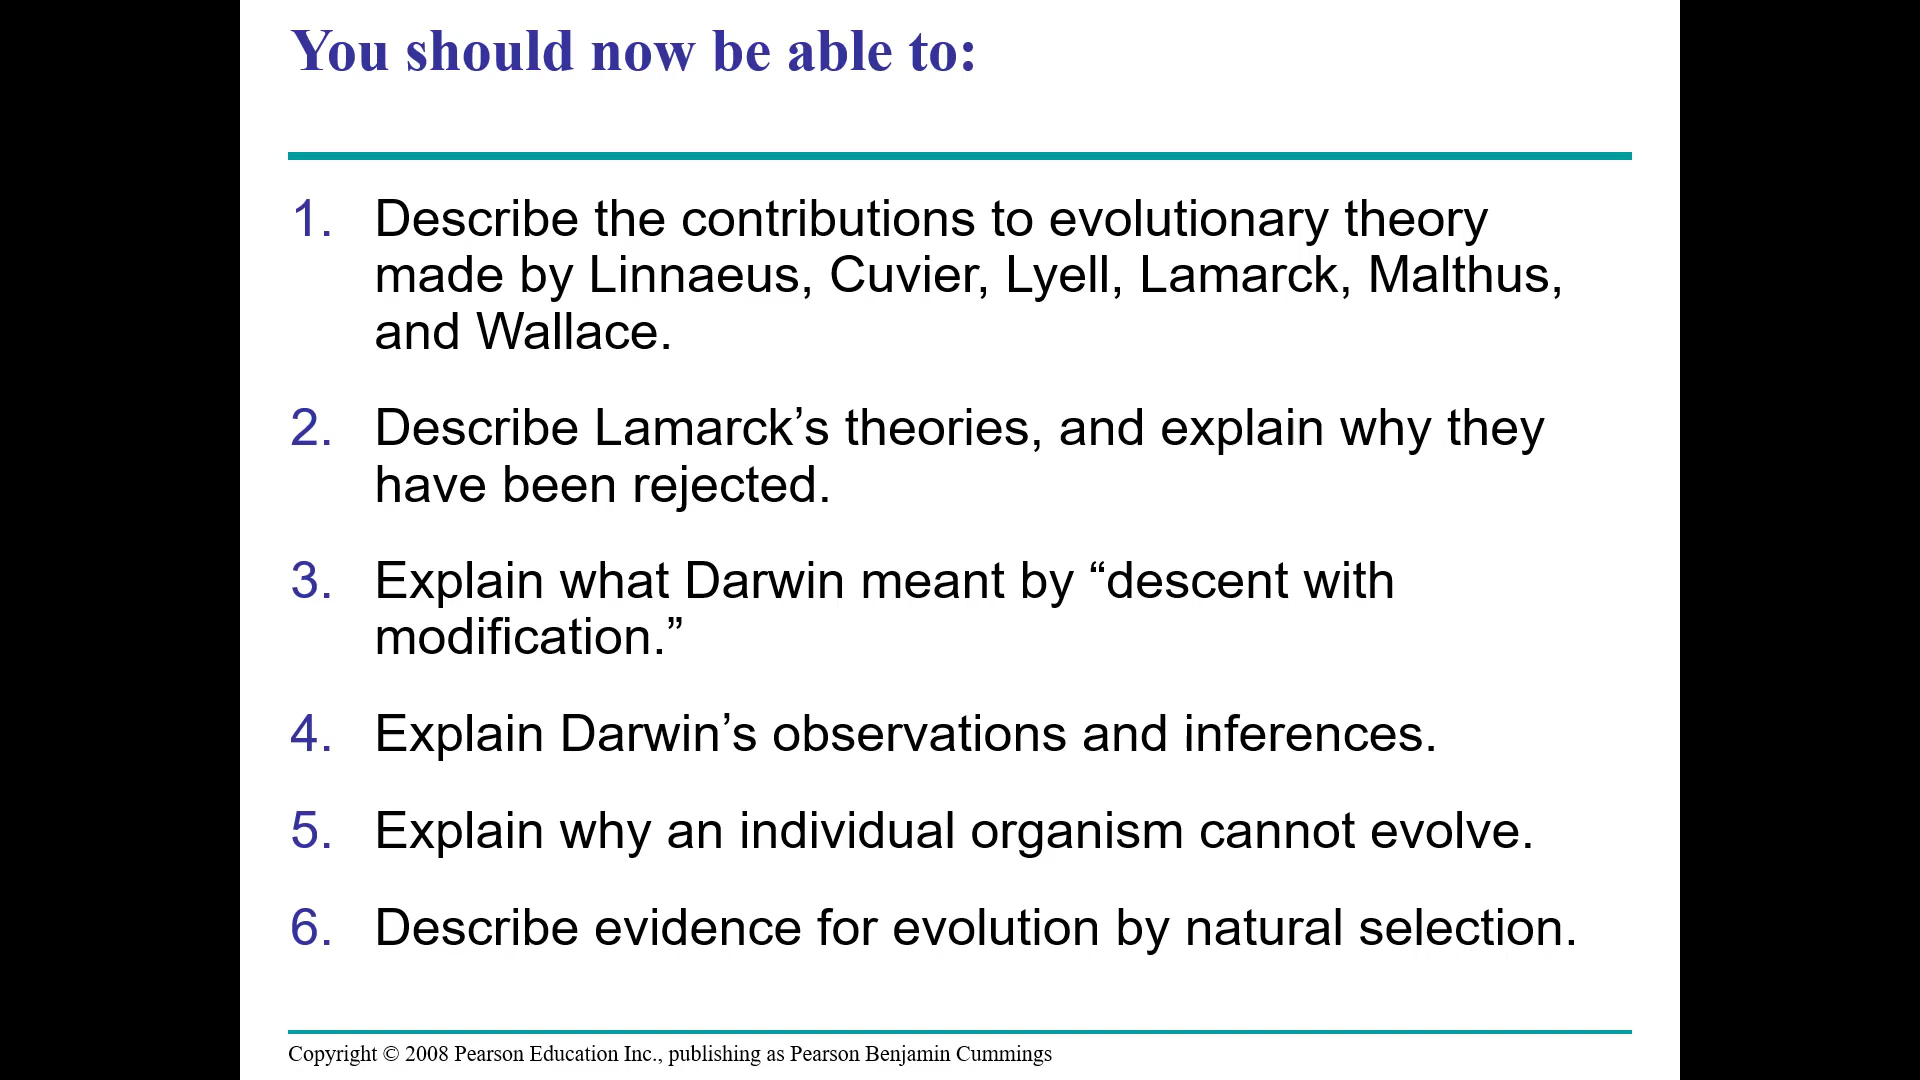 You should now be able to:
1. Describe the contributions to evolutionary theory
made by Linnaeus, Cuvier, Lyell, Lamarck, Malthus,
and Wallace.
2. Describe Lamarck’s theories, and explain why they
have been rejected.
3. Explain what Darwin meant by “descent with
modification.”
4. Explain Darwin’s observations and inferences.
5. Explain why an individual organism cannot evolve.
6. Describe evidence for evolution by natural selection.
Copyright © 2008 Pearson Education Inc., publishing as Pearson Benjamin Cummings